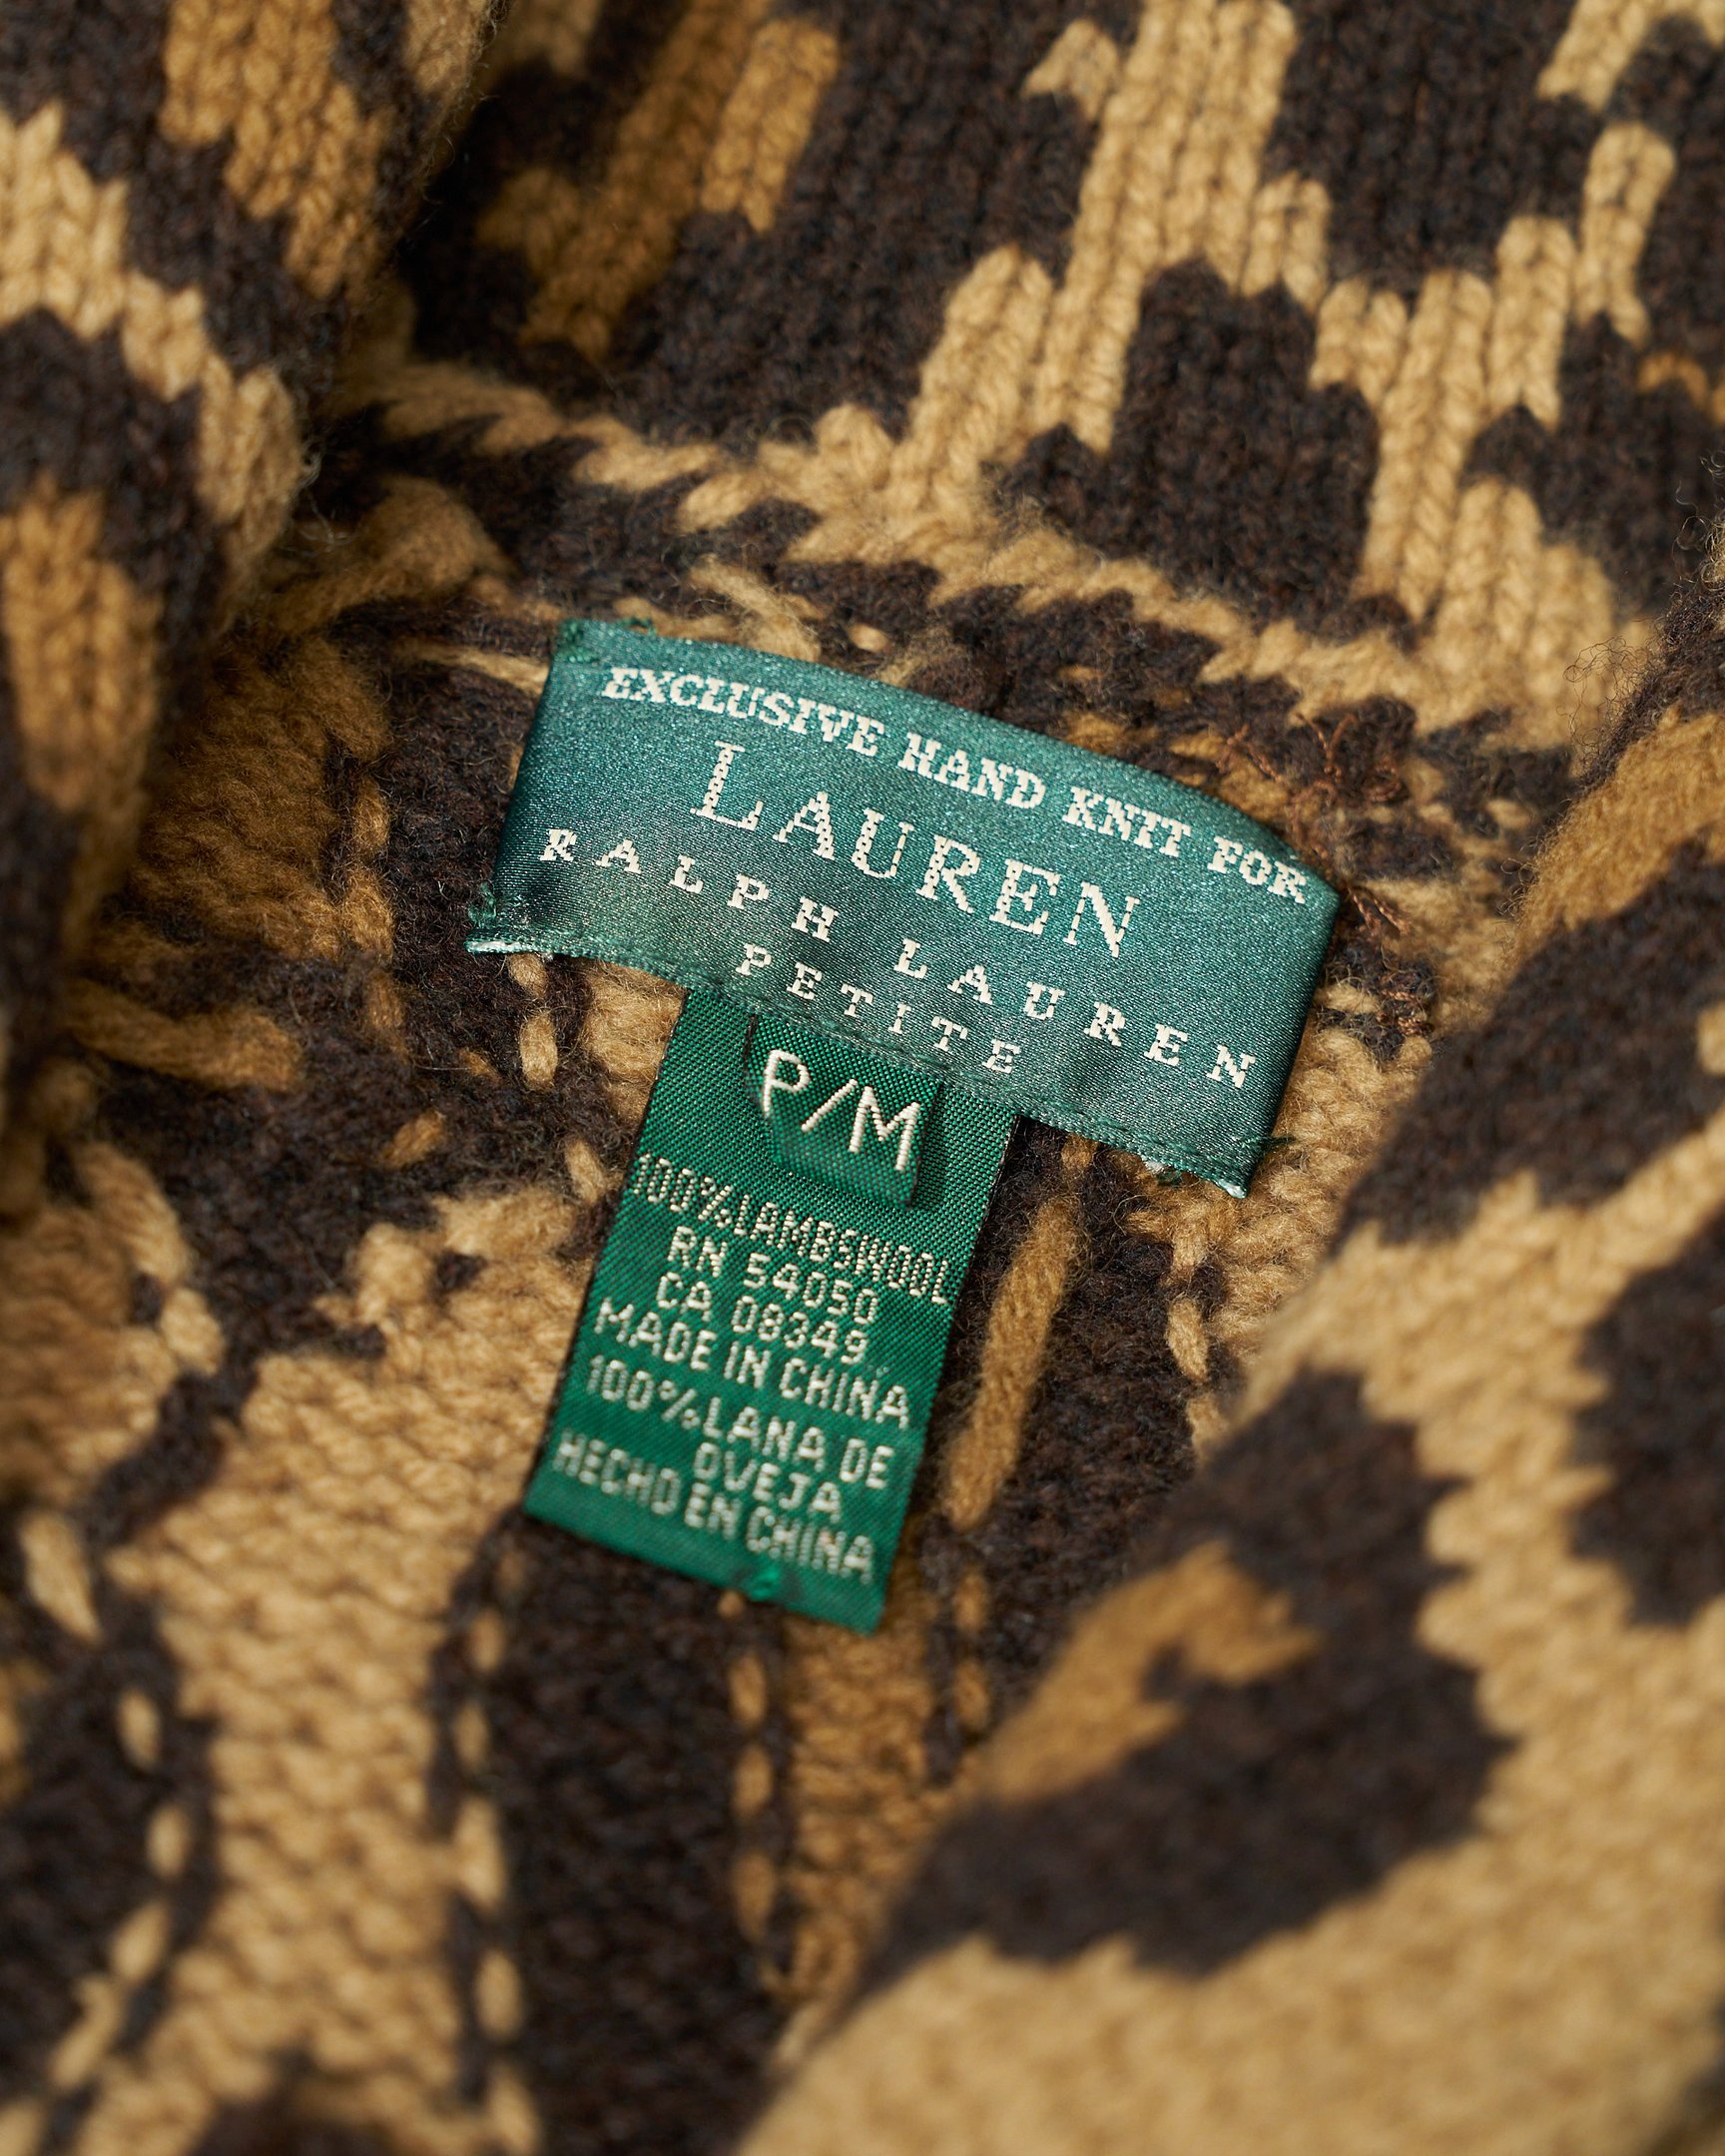 EXCLUSIVE HAND KNIT FOR
LAUREN
RALPH LAUREN
PETITE
P/M
100%LAMBSWOOL
RN 54050
CA 08349
MADE IN CHINA
100%LANA DE
OVEJA
HECHO EN CHINA